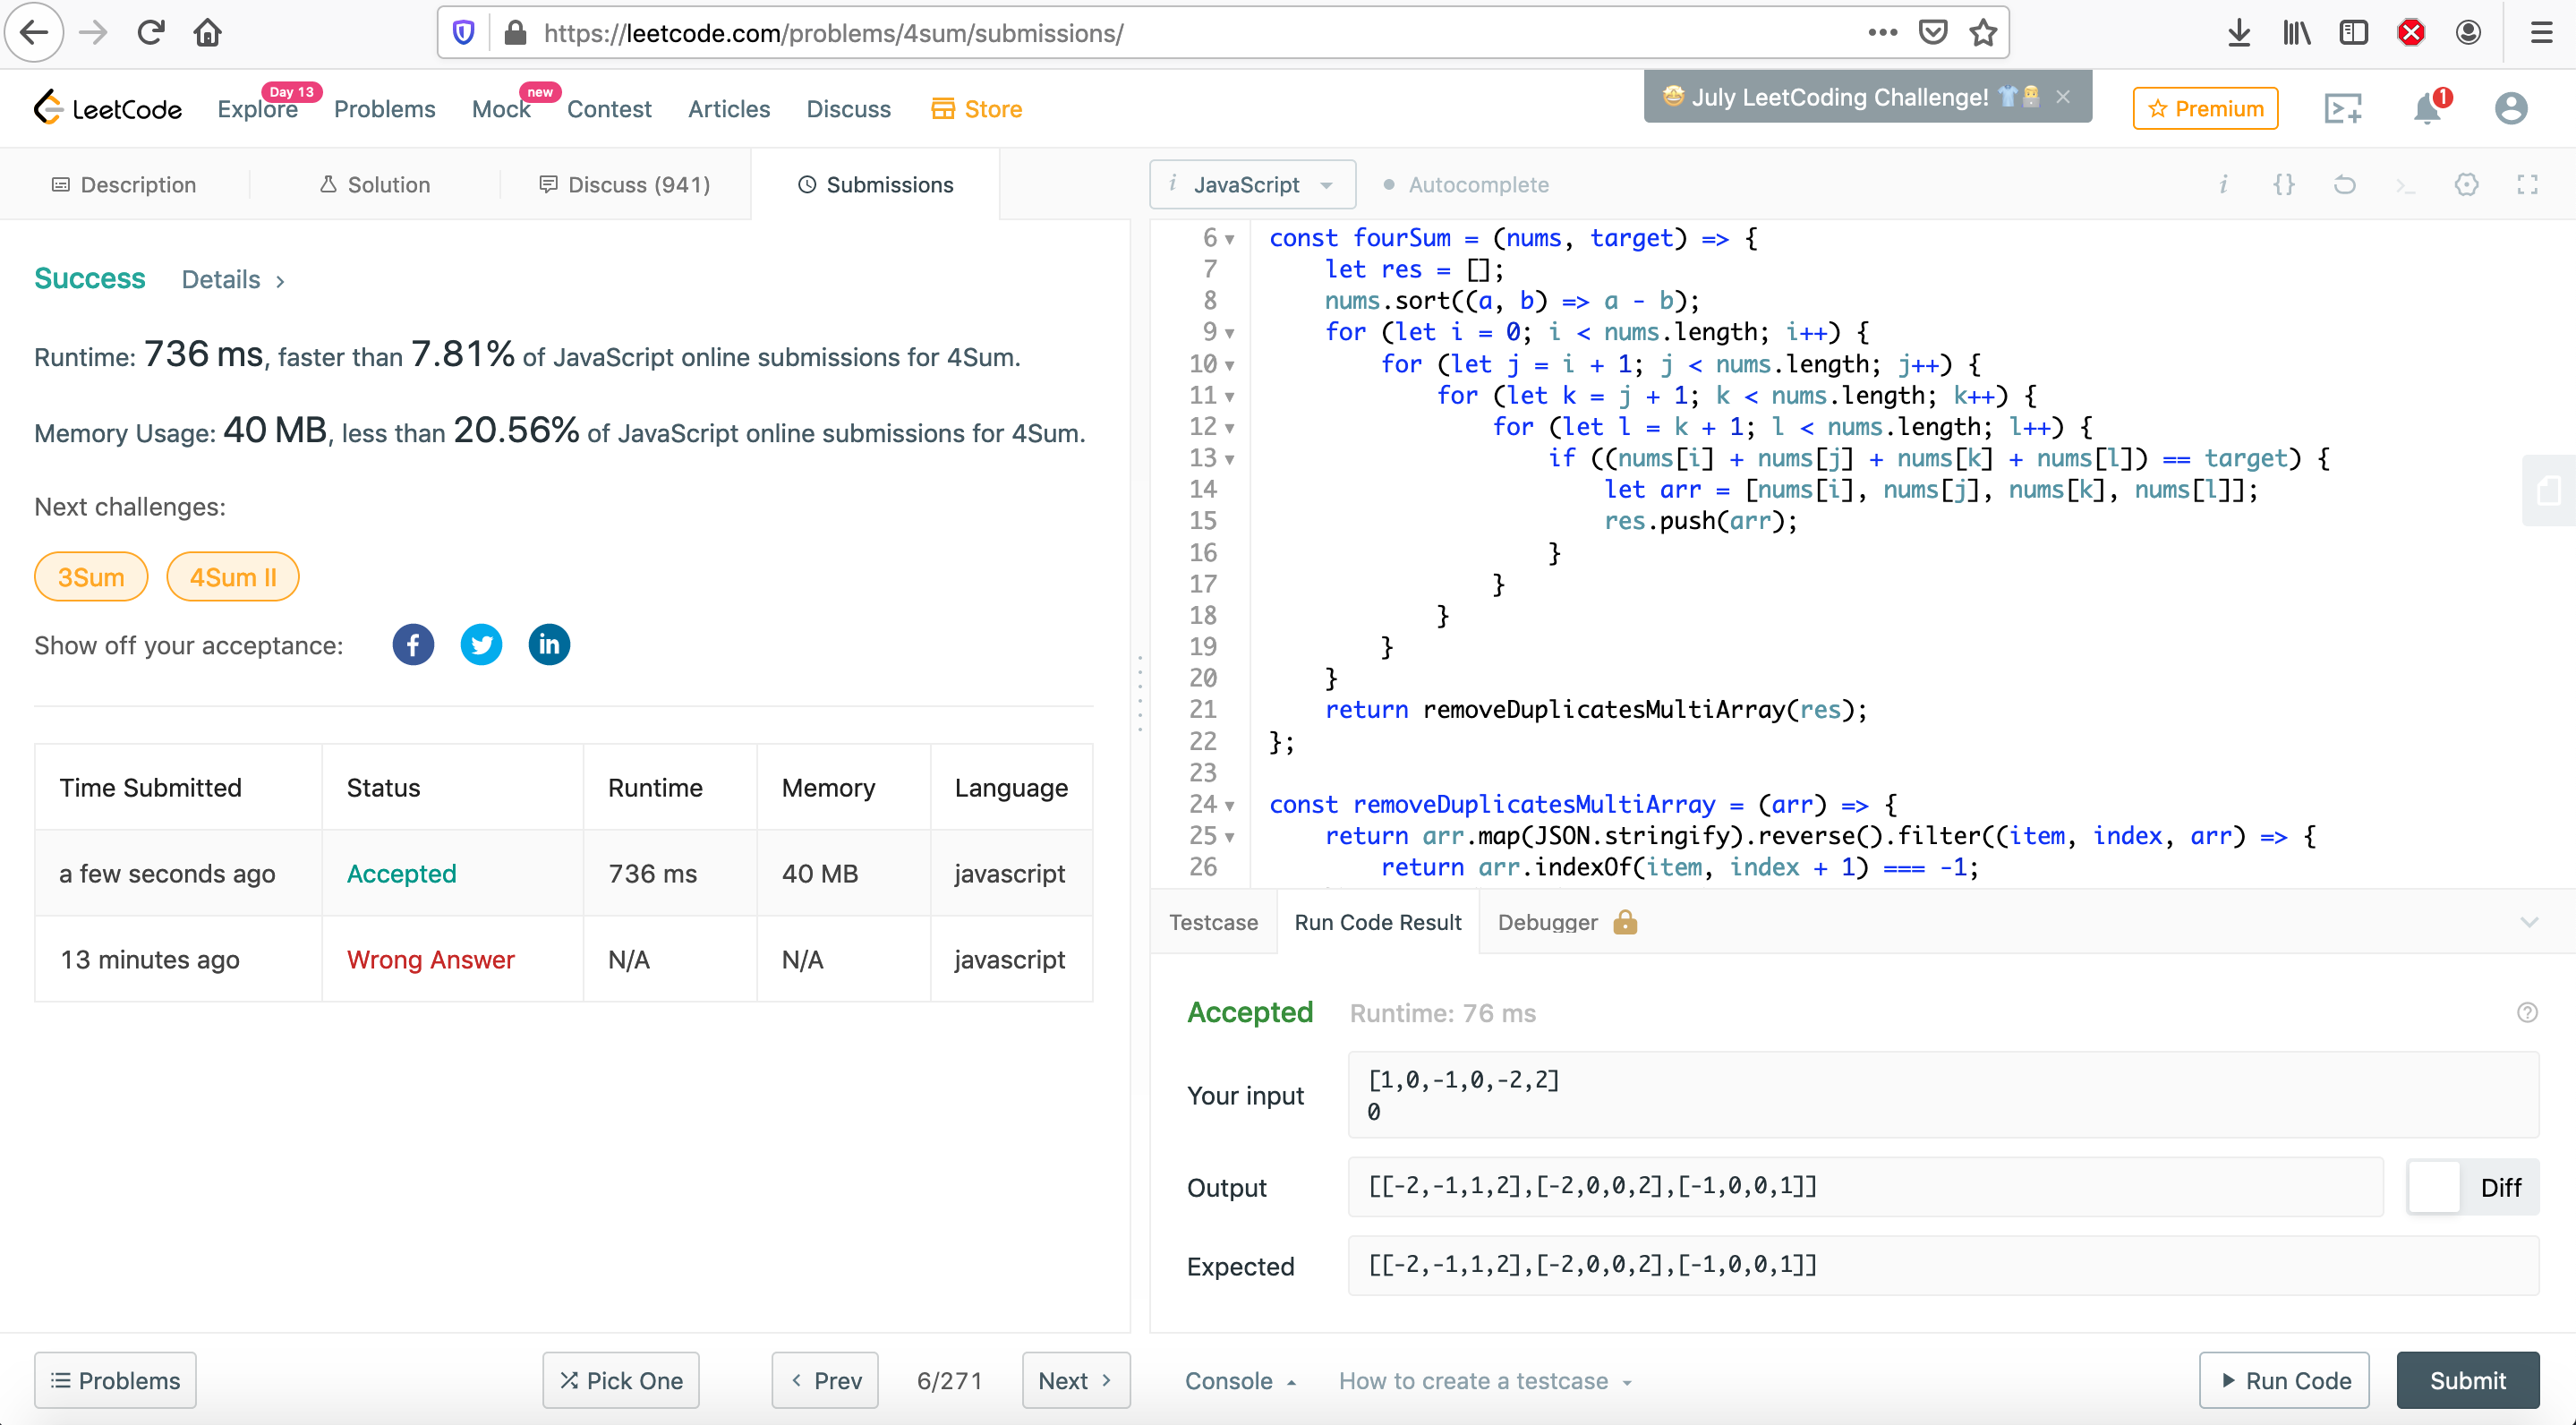 https://leetcode.com/problems/4sum/submissions/
LeetCode
Explore
Day 13
Problems
Mock
new
Contest
Articles
Discuss
Store
🤩 July LeetCoding Challenge! 👕
Premium
1
Description
Solution
Discuss (941)
Submissions
i JavaScript
Autocomplete
Success Details >
Runtime: 736 ms, faster than 7.81% of JavaScript online submissions for 4Sum.
Memory Usage: 40 MB, less than 20.56% of JavaScript online submissions for 4Sum.
Next challenges:
3Sum
4Sum II
Show off your acceptance:
Time Submitted Status Runtime Memory Language
a few seconds ago Accepted 736 ms 40 MB javascript
13 minutes ago Wrong Answer N/A N/A javascript
6 const fourSum = (nums, target) => {
7 let res = [];
8 nums.sort((a, b) => a - b);
9 for (let i = 0; i < nums.length; i++) {
10 for (let j = i + 1; j < nums.length; j++) {
11 for (let k = j + 1; k < nums.length; k++) {
12 for (let l = k + 1; l < nums.length; l++) {
13 if ((nums[i] + nums[j] + nums[k] + nums[l]) == target) {
14 let arr = [nums[i], nums[j], nums[k], nums[l]];
15 res.push(arr);
16 }
17 }
18 }
19 }
20 }
21 return removeDuplicatesMultiArray(res);
22 };
23
24 const removeDuplicatesMultiArray = (arr) => {
25 return arr.map(JSON.stringify).reverse().filter((item, index, arr) => {
26 return arr.indexOf(item, index + 1) === -1;
Testcase
Run Code Result
Debugger
Accepted Runtime: 76 ms
Your input
[1,0,-1,0,-2,2]
0
Output
[[-2,-1,1,2],[-2,0,0,2],[-1,0,0,1]]
Diff
Expected
[[-2,-1,1,2],[-2,0,0,2],[-1,0,0,1]]
Problems
Pick One
Prev
6/271
Next
Console
How to create a testcase
Run Code
Submit